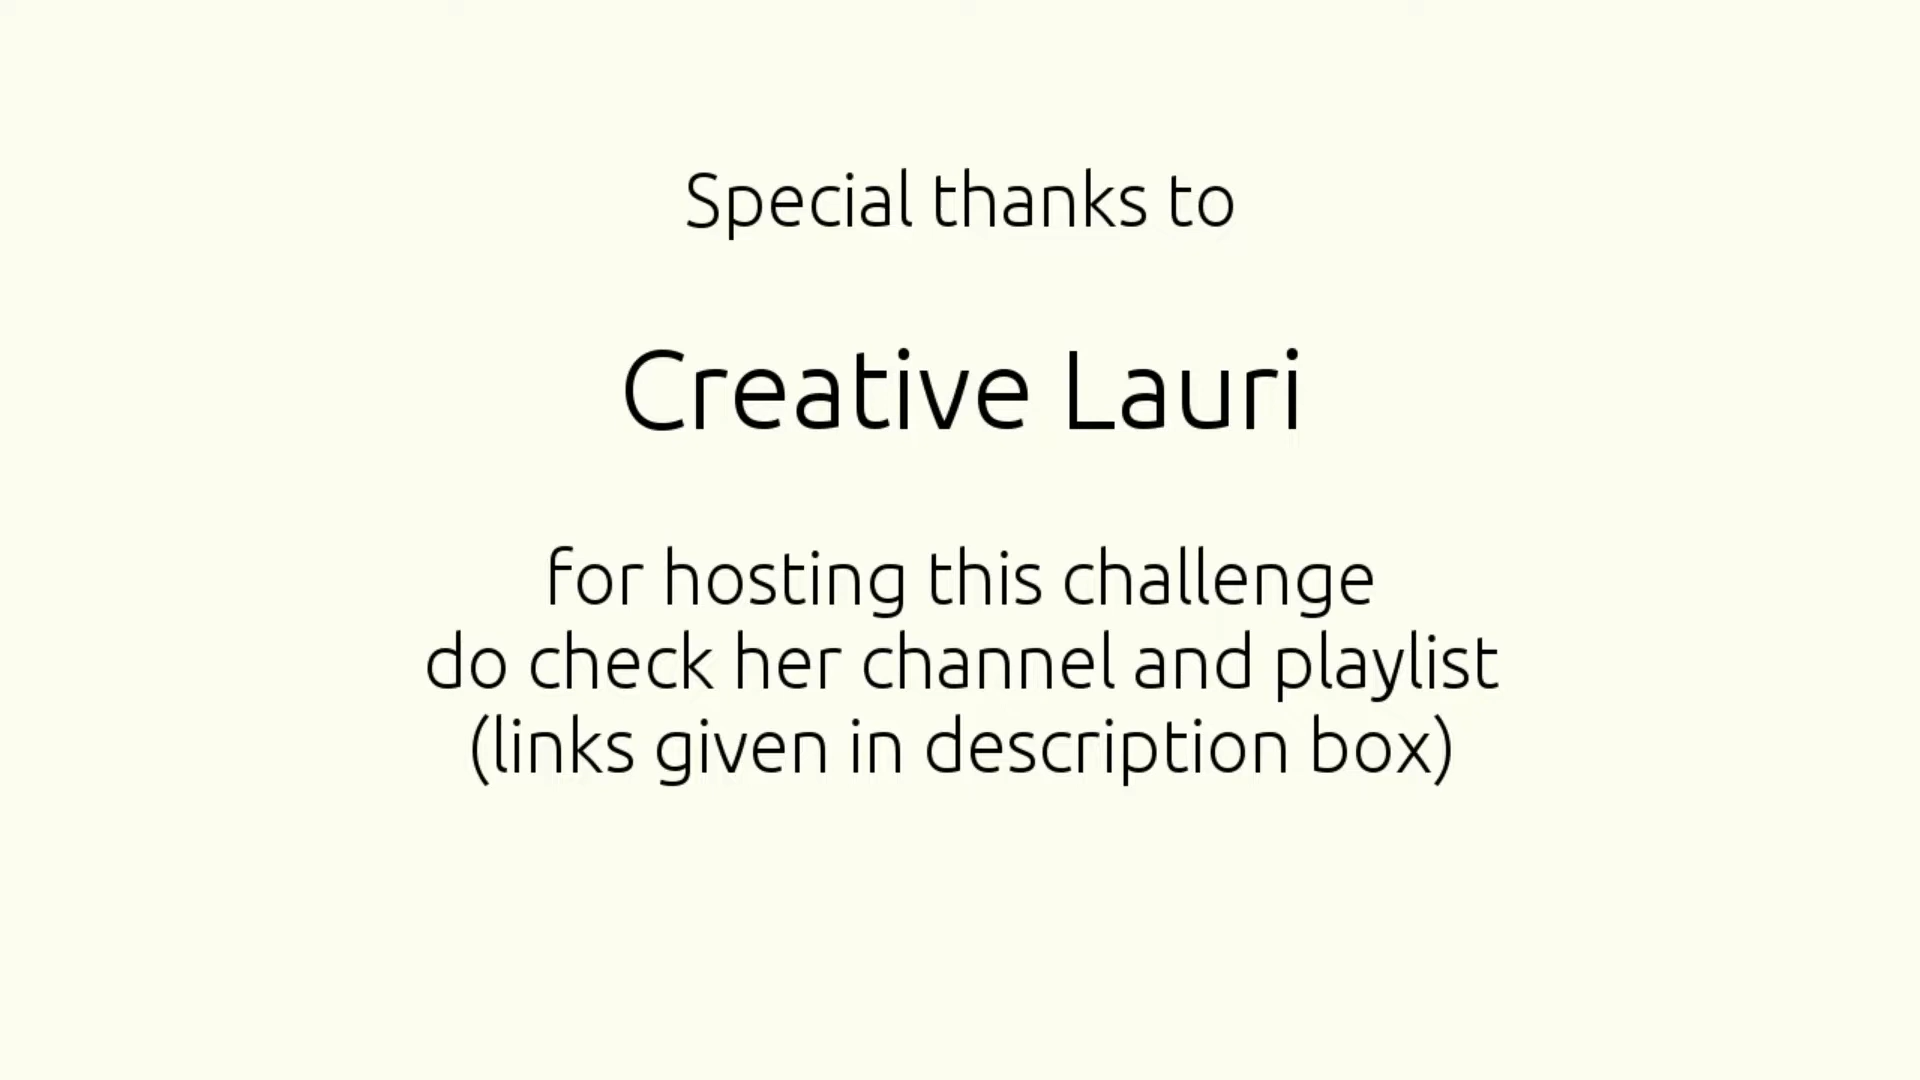 Special thanks to
Creative Lauri
for hosting this challenge
do check her channel and playlist
(links given in description box)